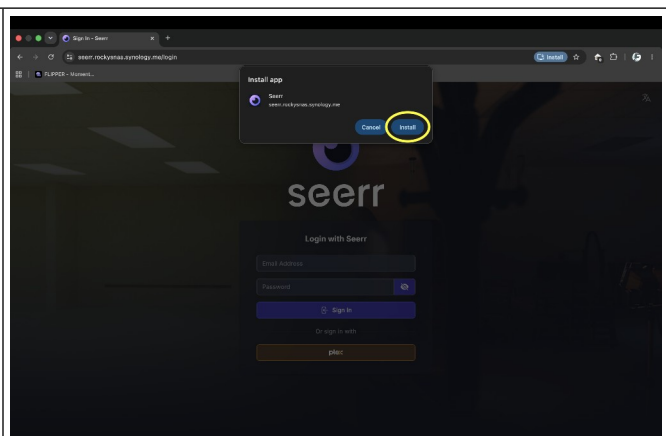 Sign In - Seerr
seerr.rockysnas.synology.me/login
Install
FLIPPER - Moment...
Install app
Seerr
seerr.rockysnas.synology.me
Cancel
Install
seerr
Login with Seerr
Email Address
Password
Sign In
Or sign in with
plex